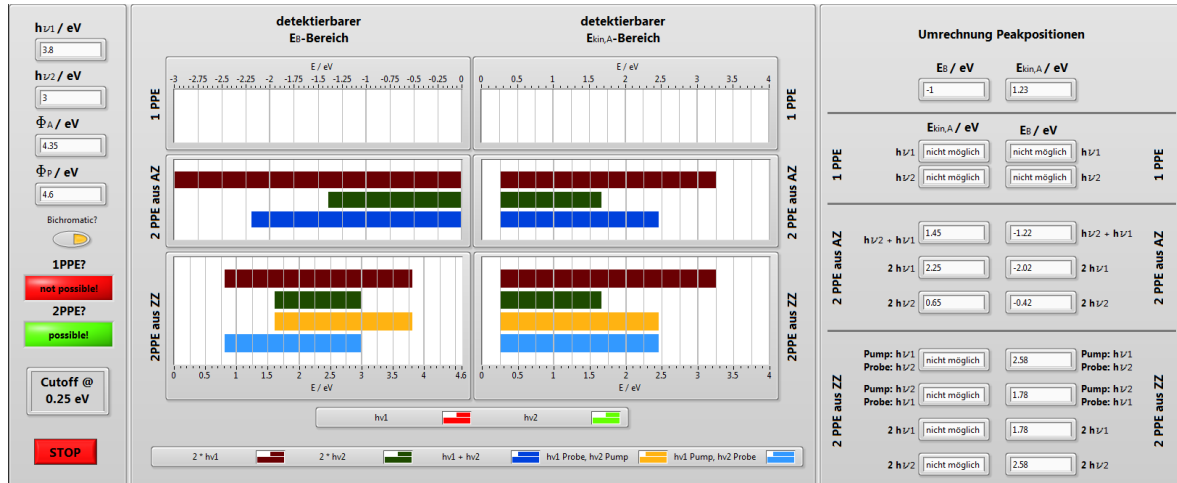 hν1 / eV
3.8
hν2 / eV
3
ΦA / eV
4.35
ΦP / eV
4.6
Bichromatic?
1PPE?
not possible!
2PPE?
possible!
Cutoff @
0.25 eV
STOP
detektierbarer
EB-Bereich
detektierbarer
Ekin,A-Bereich
E / eV
-3 -2.75 -2.5 -2.25 -2 -1.75 -1.5 -1.25 -1 -0.75 -0.5 -0.25 0
E / eV
0 0.5 1 1.5 2 2.5 3 3.5 4
1 PPE
1 PPE
2 PPE aus AZ
2 PPE aus AZ
2PPE aus ZZ
2PPE aus ZZ
0 0.5 1 1.5 2 2.5 3 3.5 4 4.6
E / eV
0 0.5 1 1.5 2 2.5 3 3.5 4
E / eV
hv1 hv2
2 * hv1 2 * hv2 hv1 + hv2 hv1 Probe, hv2 Pump hv1 Pump, hv2 Probe
Umrechnung Peakpositionen
EB / eV Ekin,A / eV
-1 1.23
Ekin,A / eV EB / eV
1 PPE
hν1 nicht möglich nicht möglich hν1
hν2 nicht möglich nicht möglich hν2
1 PPE
2 PPE aus AZ
hν2 + hν1 1.45 -1.22 hν2 + hν1
2 hν1 2.25 -2.02 2 hν1
2 hν2 0.65 -0.42 2 hν2
2 PPE aus AZ
2 PPE aus ZZ
Pump: hν1 Probe: hν2 nicht möglich 2.58 Pump: hν1 Probe: hν2
Pump: hν2 Probe: hν1 nicht möglich 1.78 Pump: hν2 Probe: hν1
2 hν1 nicht möglich 1.78 2 hν1
2 hν2 nicht möglich 2.58 2 hν2
2 PPE aus ZZ